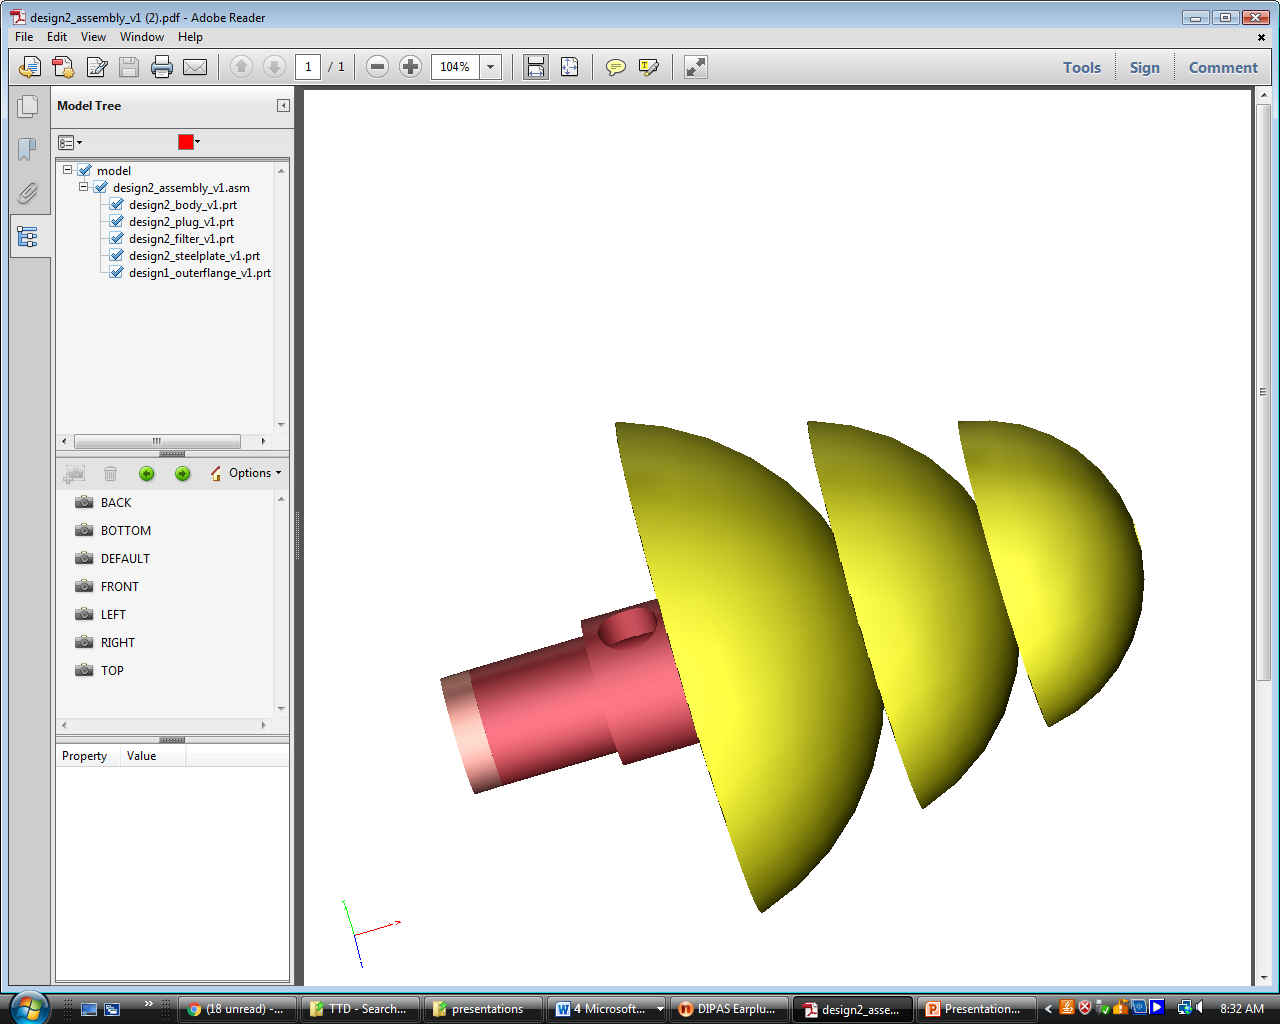 design2_assembly_v1 (2).pdf - Adobe Reader
File Edit View Window Help
1 / 1 104% Tools Sign Comment
Model Tree
model
design2_assembly_v1.asm
design2_body_v1.prt
design2_plug_v1.prt
design2_filter_v1.prt
design2_steelplate_v1.prt
design1_outerflange_v1.prt
Options
BACK
BOTTOM
DEFAULT
FRONT
LEFT
RIGHT
TOP
Property Value
(18 unread) -... TTD - Search... presentations 4 Microsoft... DIPAS Earplu... design2_asse... Presentation... 8:32 AM